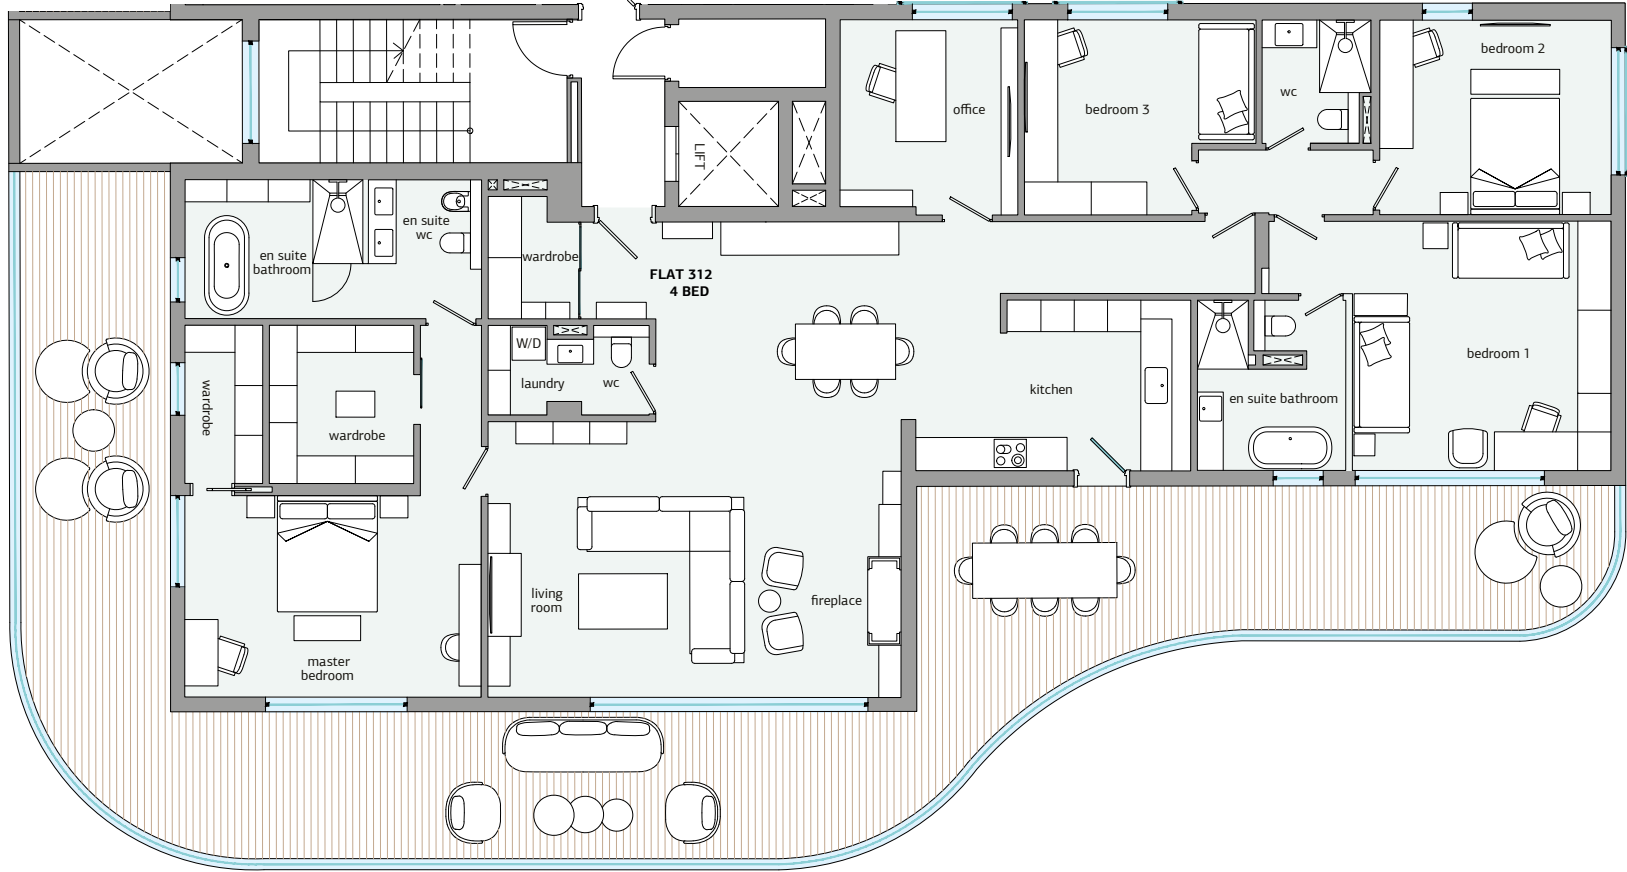 bedroom 2
wc
office
bedroom 3
LIFT
en suite
wc
en suite
bathroom
wardrobe
FLAT 312
4 BED
W/D
laundry
wc
bedroom 1
kitchen
en suite bathroom
wardrobe
wardrobe
living
room
fireplace
master
bedroom